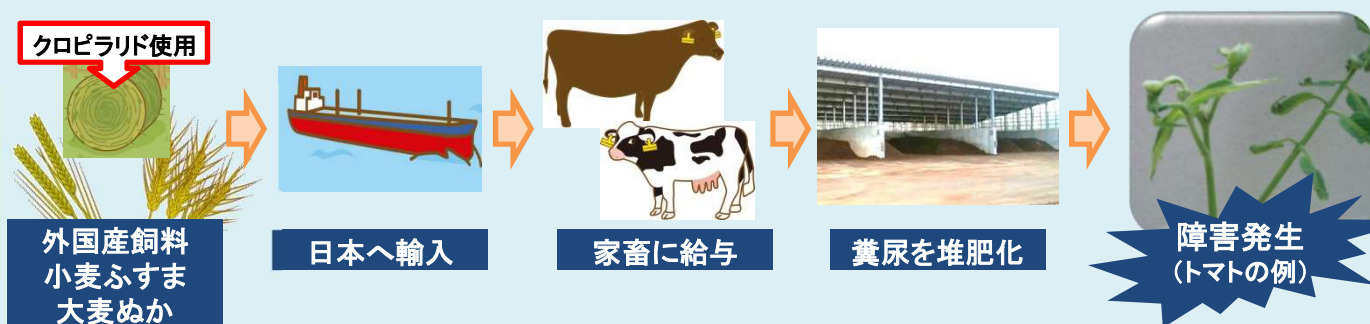 クロピラリド使用
外国産飼料
小麦ふすま
大麦ぬか
日本へ輸入
家畜に給与
糞尿を堆肥化
障害発生
(トマトの例)